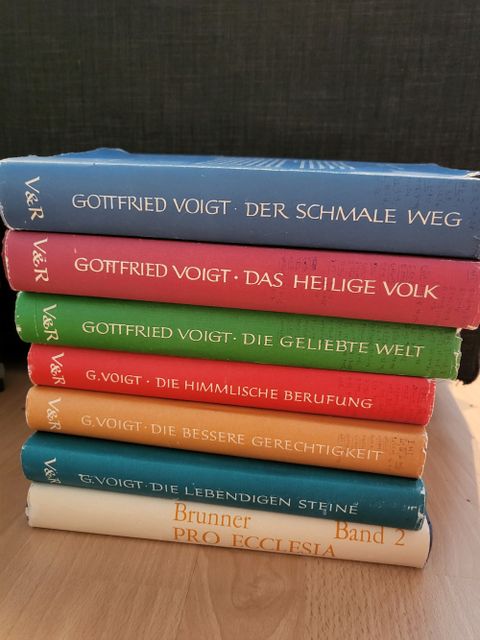 V&R GOTTFRIED VOIGT · DER SCHMALE WEG
V&R GOTTFRIED VOIGT · DAS HEILIGE VOLK
V&R GOTTFRIED VOIGT · DIE GELIEBTE WELT
V&R G. VOIGT · DIE HIMMLISCHE BERUFUNG
V&R G. VOIGT · DIE BESSERE GERECHTIGKEIT
V&R G. VOIGT · DIE LEBENDIGEN STEINE
Brunner Band 2
PRO ECCLESIA